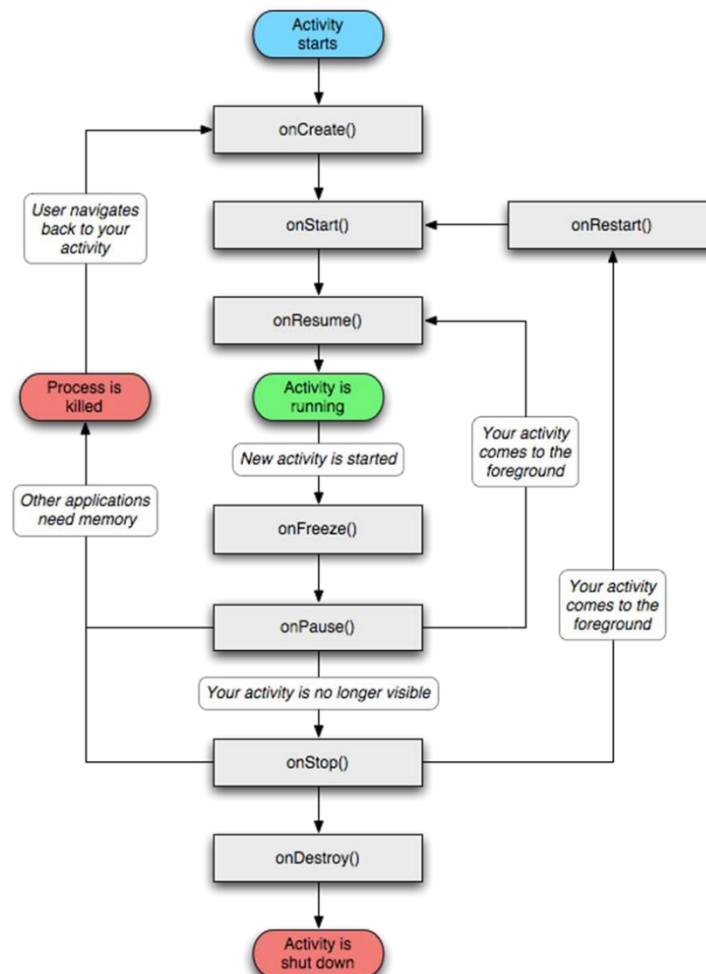 Activity
starts
onCreate()
User navigates
back to your
activity
onStart()
onRestart()
onResume()
Process is
killed
Activity is
running
Your activity
comes to the
foreground
New activity is started
Other applications
need memory
onFreeze()
Your activity
comes to the
foreground
onPause()
Your activity is no longer visible
onStop()
onDestroy()
Activity is
shut down